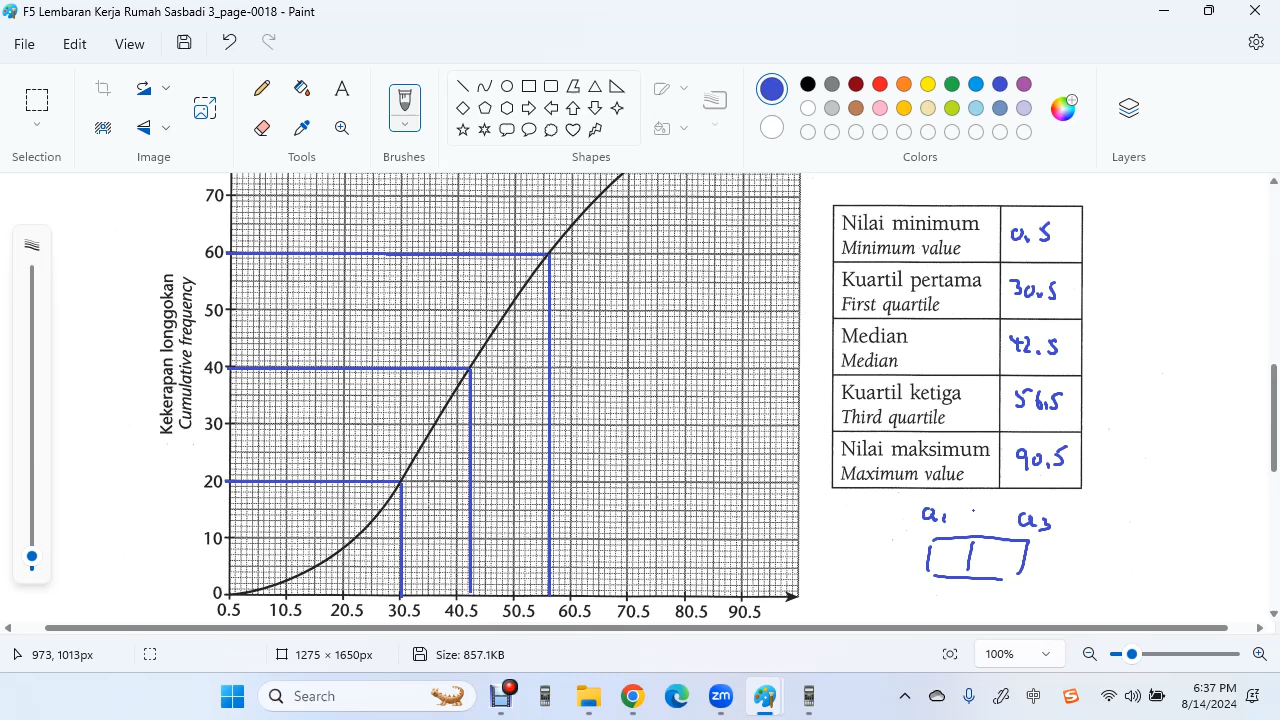 F5 Lembaran Kerja Rumah Sasbadi 3_page-0018 - Paint
File Edit View
Selection Image Tools Brushes Shapes Colors Layers
70
60
50
40
30
20
10
0
Kekerapan longgokan
Cumulative frequency
0.5 10.5 20.5 30.5 40.5 50.5 60.5 70.5 80.5 90.5
Nilai minimum 0.5
Minimum value
Kuartil pertama 30.5
First quartile
Median 42.5
Median
Kuartil ketiga 56.5
Third quartile
Nilai maksimum 90.5
Maximum value
a1 a3
973, 1013px 1275 × 1650px Size: 857.1KB 100%
Search zm 中 S 6:37 PM
8/14/2024